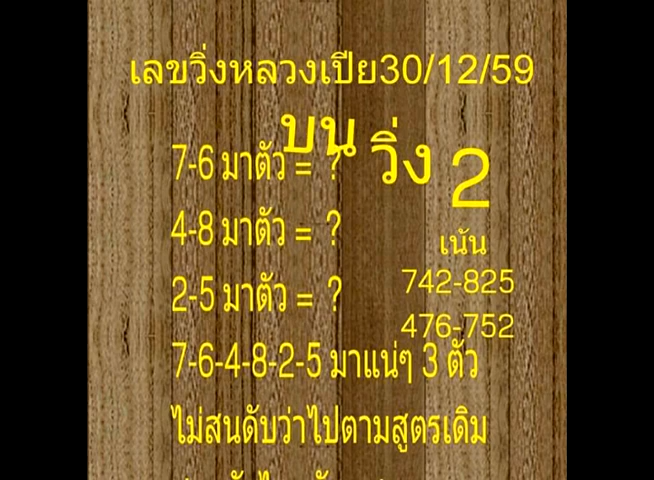 เลขวิ่งหลวงเปีย30/12/59
บน วิ่ง 2
7-6 มาตัว = ?
4-8 มาตัว = ?
2-5 มาตัว = ?
เน้น
742-825
476-752
7-6-4-8-2-5 มาแน่ๆ 3 ตัว
ไม่สนดับว่าไปตามสูตรเดิม